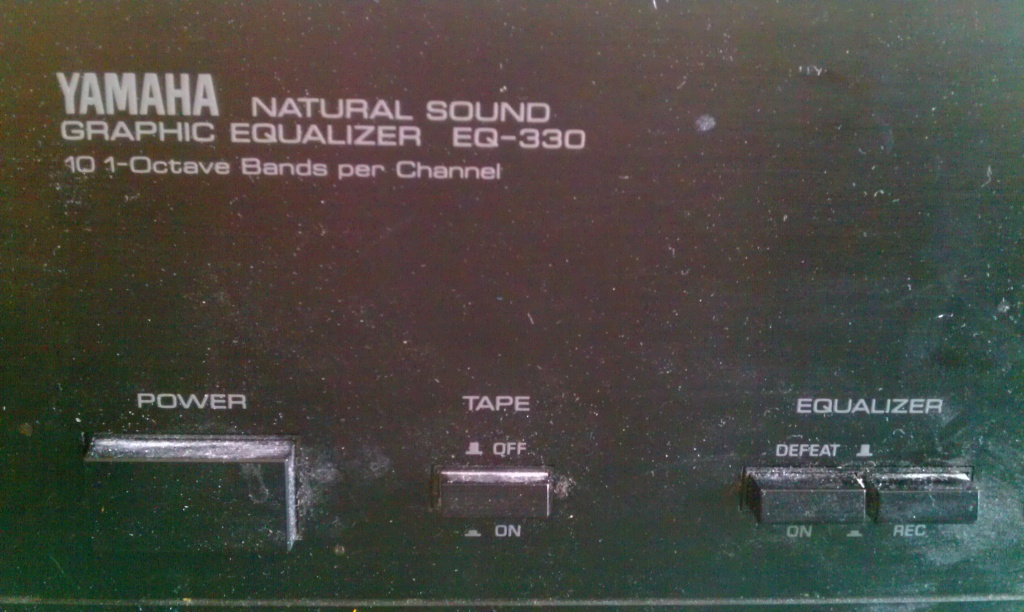 YAMAHA NATURAL SOUND
GRAPHIC EQUALIZER EQ-330
10 1-Octave Bands per Channel
POWER
TAPE
OFF
ON
EQUALIZER
DEFEAT
ON REC